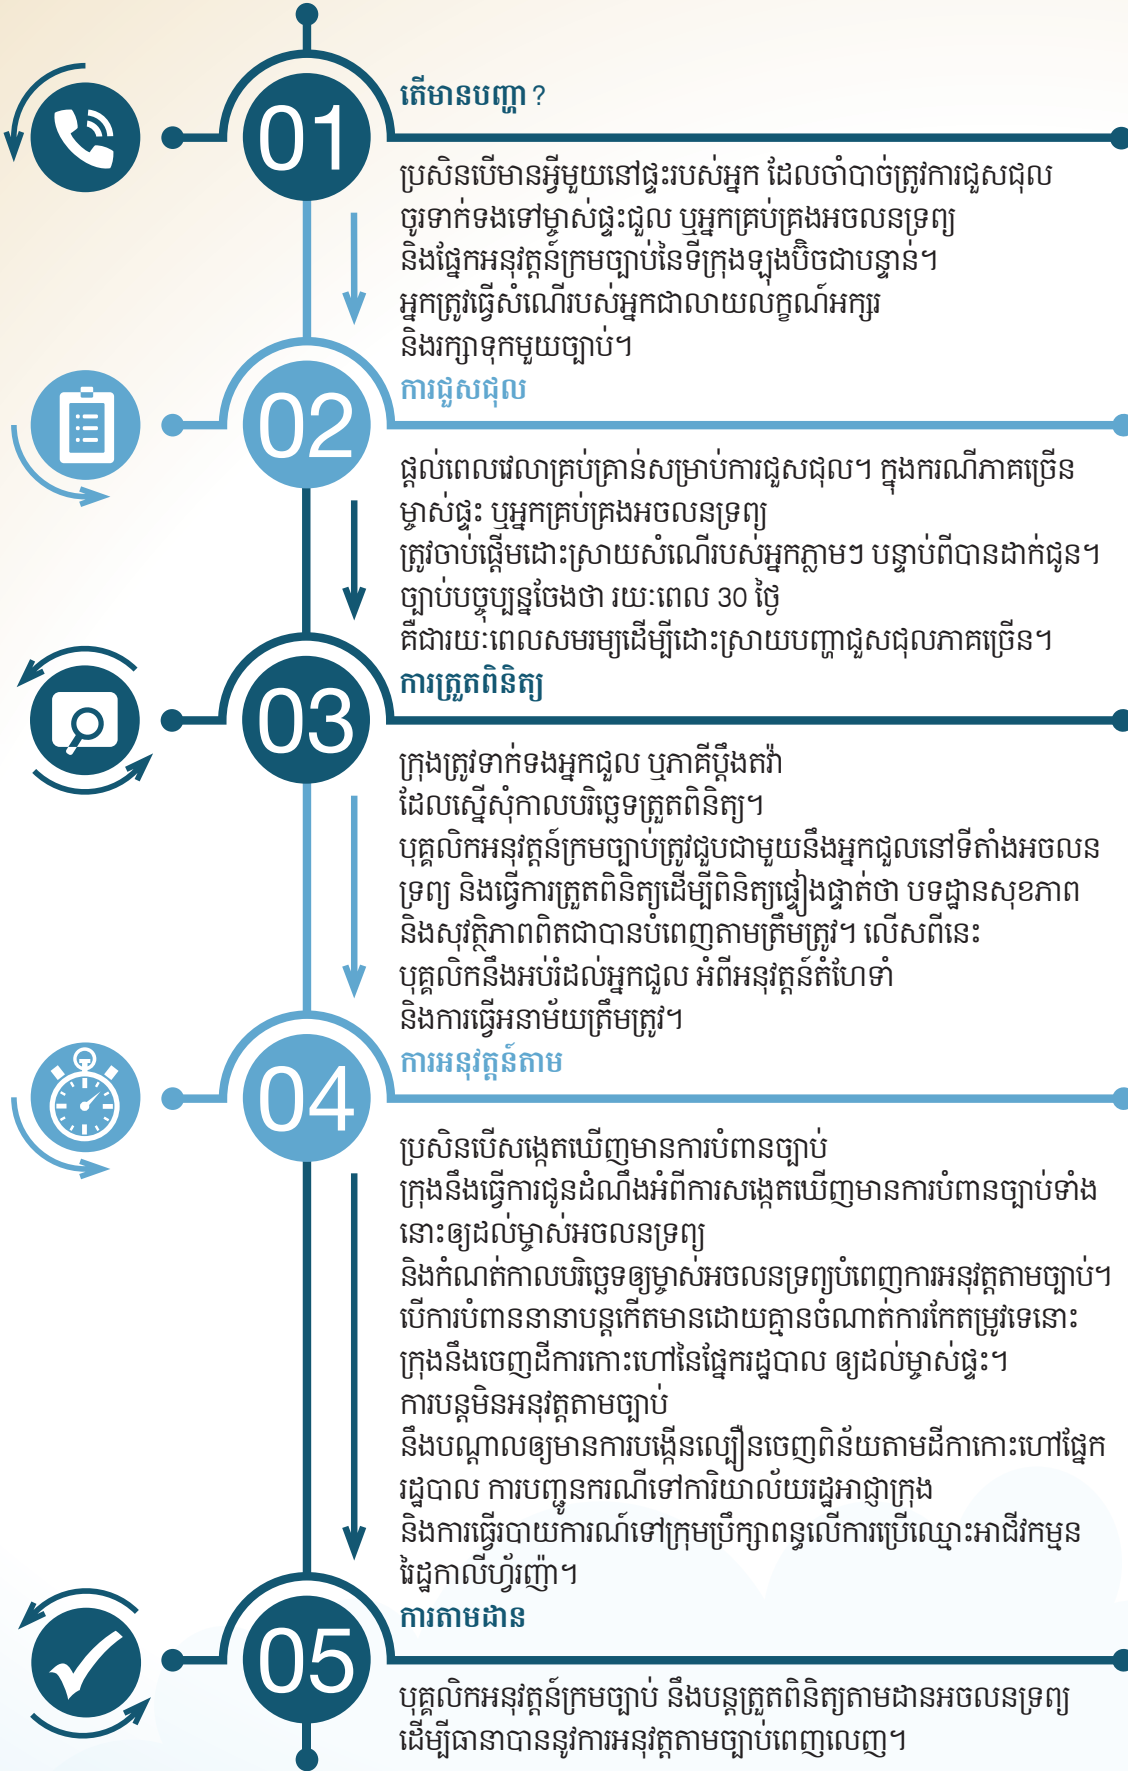 01
តើមានបញ្ហា ?
ប្រសិនបើមានអ្វីមួយនៅផ្ទះរបស់អ្នក ដែលចាំបាច់ត្រូវការជួសជុល
ចូរទាក់ទងទៅម្ចាស់ផ្ទះជួល ឬអ្នកគ្រប់គ្រងអចលនទ្រព្យ
និងផ្នែកអនុវត្តន៍ក្រមច្បាប់នៃទីក្រុងឡុងប៊ិចជាបន្ទាន់។
អ្នកត្រូវធ្វើសំណើរបស់អ្នកជាលាយលក្ខណ៍អក្សរ
និងរក្សាទុកមួយច្បាប់។
02
ការជួសជុល
ផ្តល់ពេលវេលាគ្រប់គ្រាន់សម្រាប់ការជួសជុល។ ក្នុងករណីភាគច្រើន
ម្ចាស់ផ្ទះ ឬអ្នកគ្រប់គ្រងអចលនទ្រព្យ
ត្រូវចាប់ផ្តើមដោះស្រាយសំណើរបស់អ្នកភ្លាមៗ បន្ទាប់ពីបានដាក់ជូន។
ច្បាប់បច្ចុប្បន្នចែងថា រយៈពេល 30 ថ្ងៃ
គឺជារយៈពេលសមរម្យដើម្បីដោះស្រាយបញ្ហាជួសជុលភាគច្រើន។
03
ការត្រួតពិនិត្យ
ក្រុងត្រូវទាក់ទងអ្នកជួល ឬភាគីប្តឹងតវ៉ា
ដែលស្នើសុំកាលបរិច្ឆេទត្រួតពិនិត្យ។
បុគ្គលិកអនុវត្តន៍ក្រមច្បាប់ត្រូវជួបជាមួយនឹងអ្នកជួលនៅទីតាំងអចលន
ទ្រព្យ និងធ្វើការត្រួតពិនិត្យដើម្បីពិនិត្យផ្ទៀងផ្ទាត់ថា បទដ្ឋានសុខភាព
និងសុវត្ថិភាពពិតជាបានបំពេញតាមត្រឹមត្រូវ។ លើសពីនេះ
បុគ្គលិកនឹងអប់រំដល់អ្នកជួល អំពីអនុវត្តន៍តំហែទាំ
និងការធ្វើអនាម័យត្រឹមត្រូវ។
04
ការអនុវត្តន៍តាម
ប្រសិនបើសង្កេតឃើញមានការបំពានច្បាប់
ក្រុងនឹងធ្វើការជូនដំណឹងអំពីការសង្កេតឃើញមានការបំពានច្បាប់ទាំង
នោះឲ្យដល់ម្ចាស់អចលនទ្រព្យ
និងកំណត់កាលបរិច្ឆេទឲ្យម្ចាស់អចលនទ្រព្យបំពេញការអនុវត្តតាមច្បាប់។
បើការបំពាននានាបន្តកើតមានដោយគ្មានចំណាត់ការកែតម្រូវទេនោះ
ក្រុងនឹងចេញដីការកោះហៅនៃផ្នែករដ្ឋបាល ឲ្យដល់ម្ចាស់ផ្ទះ។
ការបន្តមិនអនុវត្តតាមច្បាប់
នឹងបណ្តាលឲ្យមានការបង្កើនល្បឿនចេញពិន័យតាមដីកាកោះហៅផ្នែក
រដ្ឋបាល ការបញ្ជូនករណីទៅការិយាល័យរដ្ឋអាជ្ញាក្រុង
និងការធ្វើរបាយការណ៍ទៅក្រុមប្រឹក្សាពន្ធលើការប្រើឈ្មោះអាជីវកម្មន
រៃដ្ឋកាលីហ្វ័រញ៉ា។
05
ការតាមដាន
បុគ្គលិកអនុវត្តន៍ក្រមច្បាប់ នឹងបន្តត្រួតពិនិត្យតាមដានអចលនទ្រព្យ
ដើម្បីធានាបាននូវការអនុវត្តតាមច្បាប់ពេញលេញ។